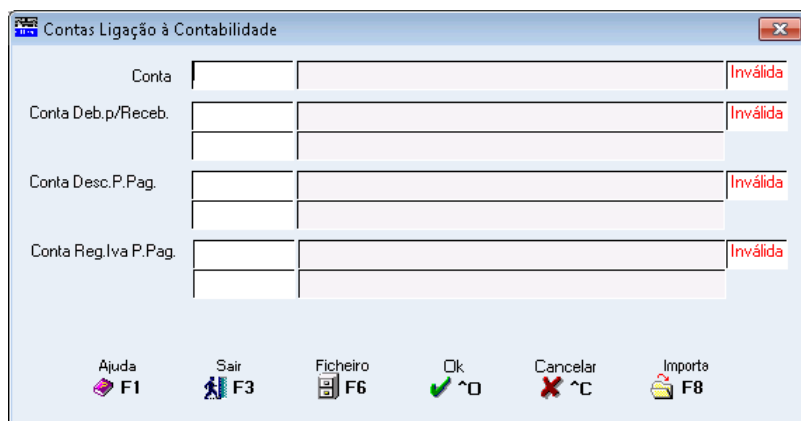 Contas Ligação à Contabilidade
Conta Inválida
Conta Deb.p/Receb. Inválida
Conta Desc.P.Pag. Inválida
Conta Reg.Iva P.Pag. Inválida
Ajuda Sair Ficheiro Ok Cancelar Importa
F1 F3 F6 ^O ^C F8